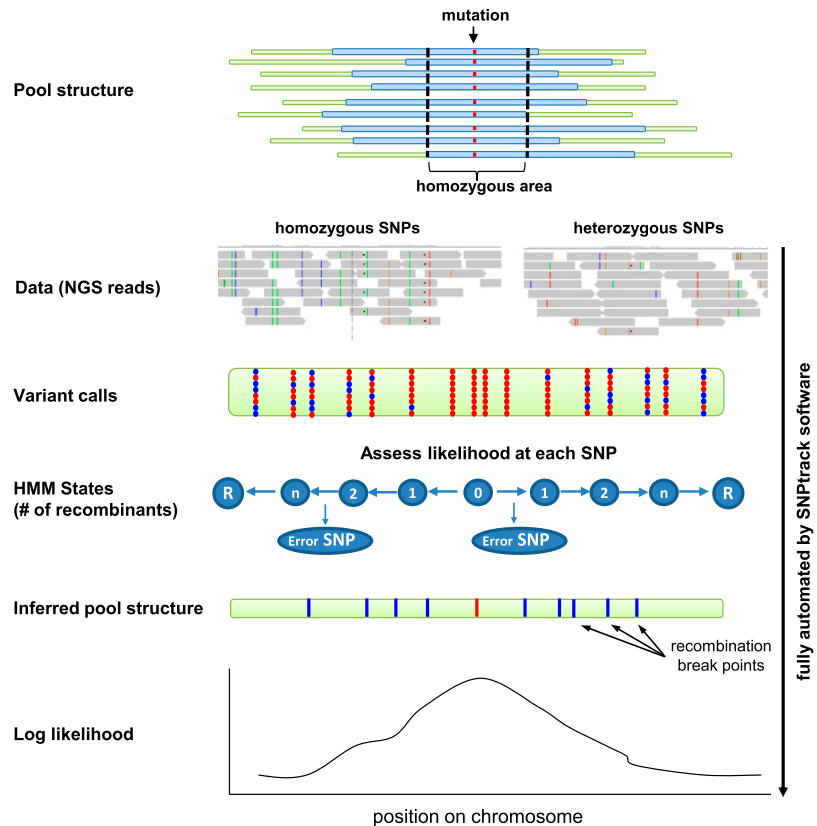 mutation
Pool structure
homozygous area
homozygous SNPs
heterozygous SNPs
Data (NGS reads)
Variant calls
Assess likelihood at each SNP
HMM States
(# of recombinants)
R n 2 1 0 1 2 n R
Error SNP
Error SNP
Inferred pool structure
recombination
break points
Log likelihood
position on chromosome
fully automated by SNPtrack software